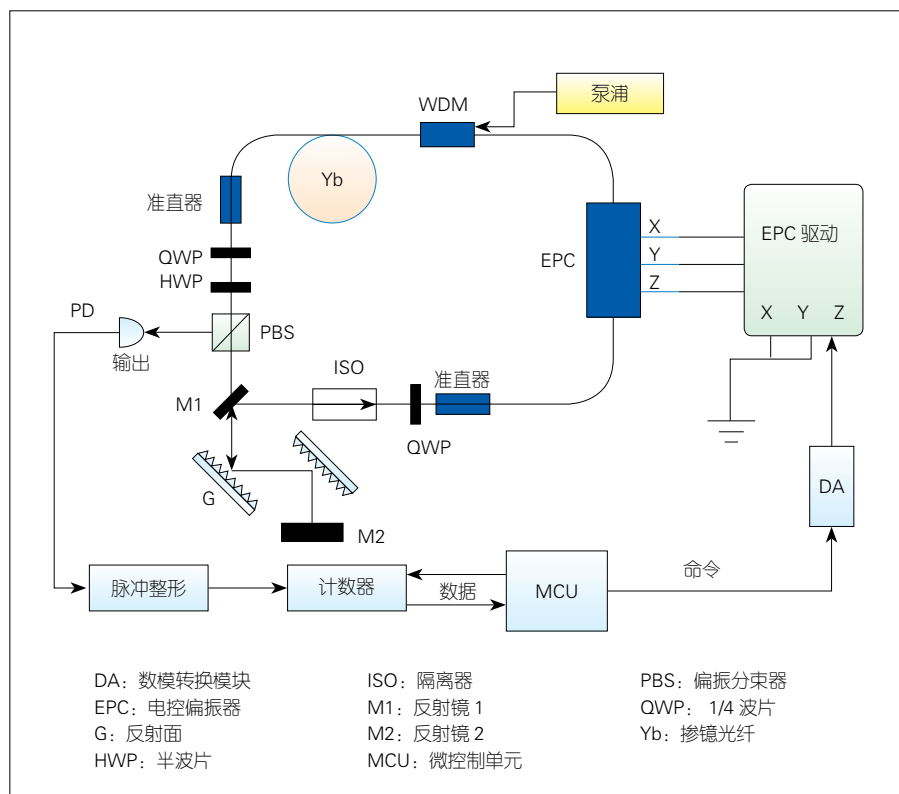 泵浦
WDM
Yb
准直器
QWP
HWP
EPC
X
Y
Z
EPC 驱动
X Y Z
PD
输出
PBS
ISO
准直器
M1
QWP
G
M2
DA
脉冲整形
计数器
数据
MCU
命令
DA：数模转换模块
EPC：电控偏振器
G：反射面
HWP：半波片
ISO：隔离器
M1：反射镜 1
M2：反射镜 2
MCU：微控制单元
PBS：偏振分束器
QWP： 1/4 波片
Yb：掺镜光纤